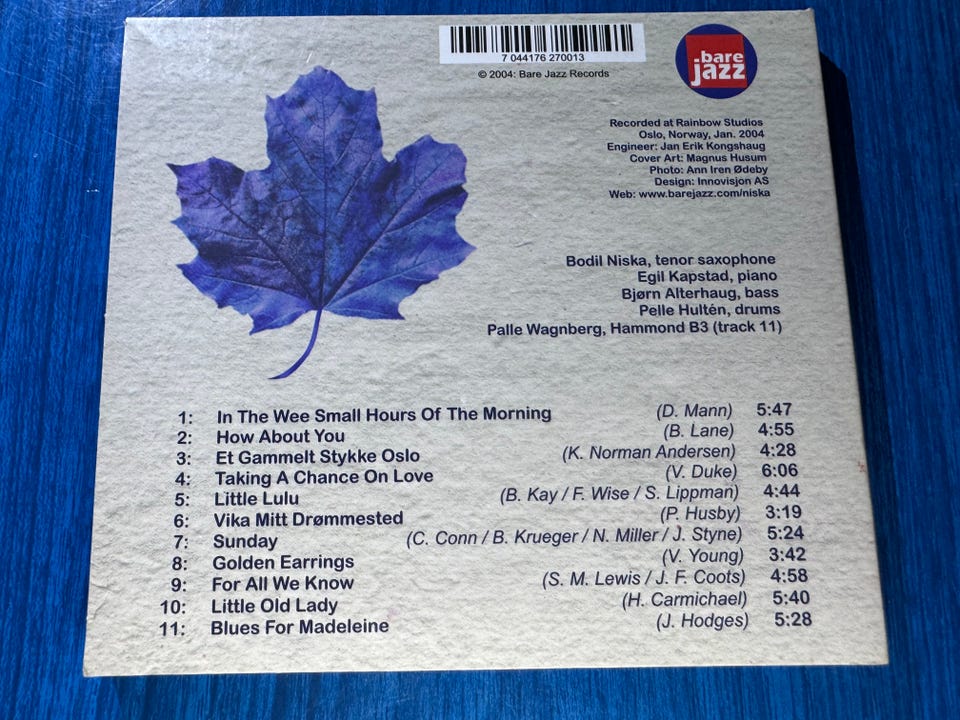 7 044176 270013
© 2004: Bare Jazz Records
.bare
jazz
Recorded at Rainbow Studios
Oslo, Norway, Jan. 2004
Engineer: Jan Erik Kongshaug
Cover Art: Magnus Husum
Photo: Ann Iren Ødeby
Design: Innovisjon AS
Web: www.barejazz.com/niska
Bodil Niska, tenor saxophone
Egil Kapstad, piano
Bjørn Alterhaug, bass
Pelle Hultén, drums
Palle Wagnberg, Hammond B3 (track 11)
1: In The Wee Small Hours Of The Morning (D. Mann) 5:47
2: How About You (B. Lane) 4:55
3: Et Gammelt Stykke Oslo (K. Norman Andersen) 4:28
4: Taking A Chance On Love (V. Duke) 6:06
5: Little Lulu (B. Kay / F. Wise / S. Lippman) 4:44
6: Vika Mitt Drømmested (P. Husby) 3:19
7: Sunday (C. Conn / B. Krueger / N. Miller / J. Styne) 5:24
8: Golden Earrings (V. Young) 3:42
9: For All We Know (S. M. Lewis / J. F. Coots) 4:58
10: Little Old Lady (H. Carmichael) 5:40
11: Blues For Madeleine (J. Hodges) 5:28